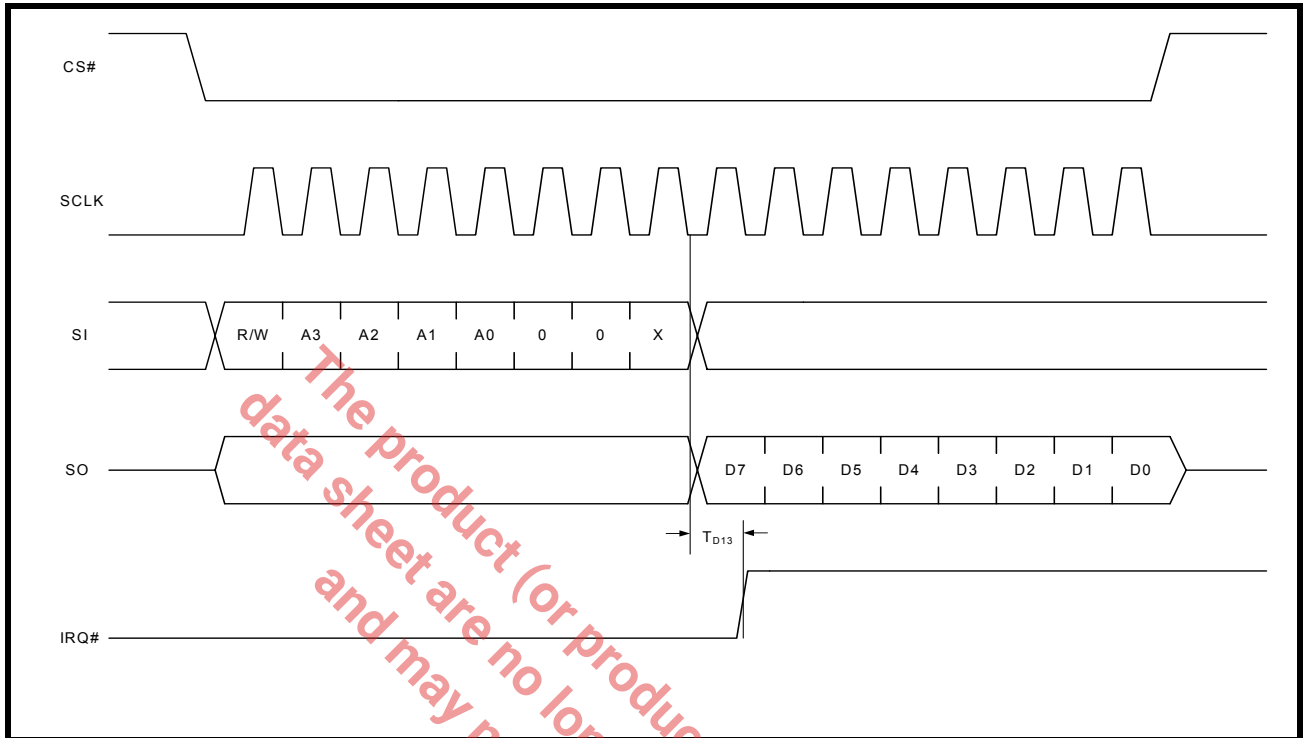 CS#
SCLK
SI R/W A3 A2 A1 A0 0 0 X
SO D7 D6 D5 D4 D3 D2 D1 D0
TD13
IRQ#
The product (or produc
data sheet are no lon
and may